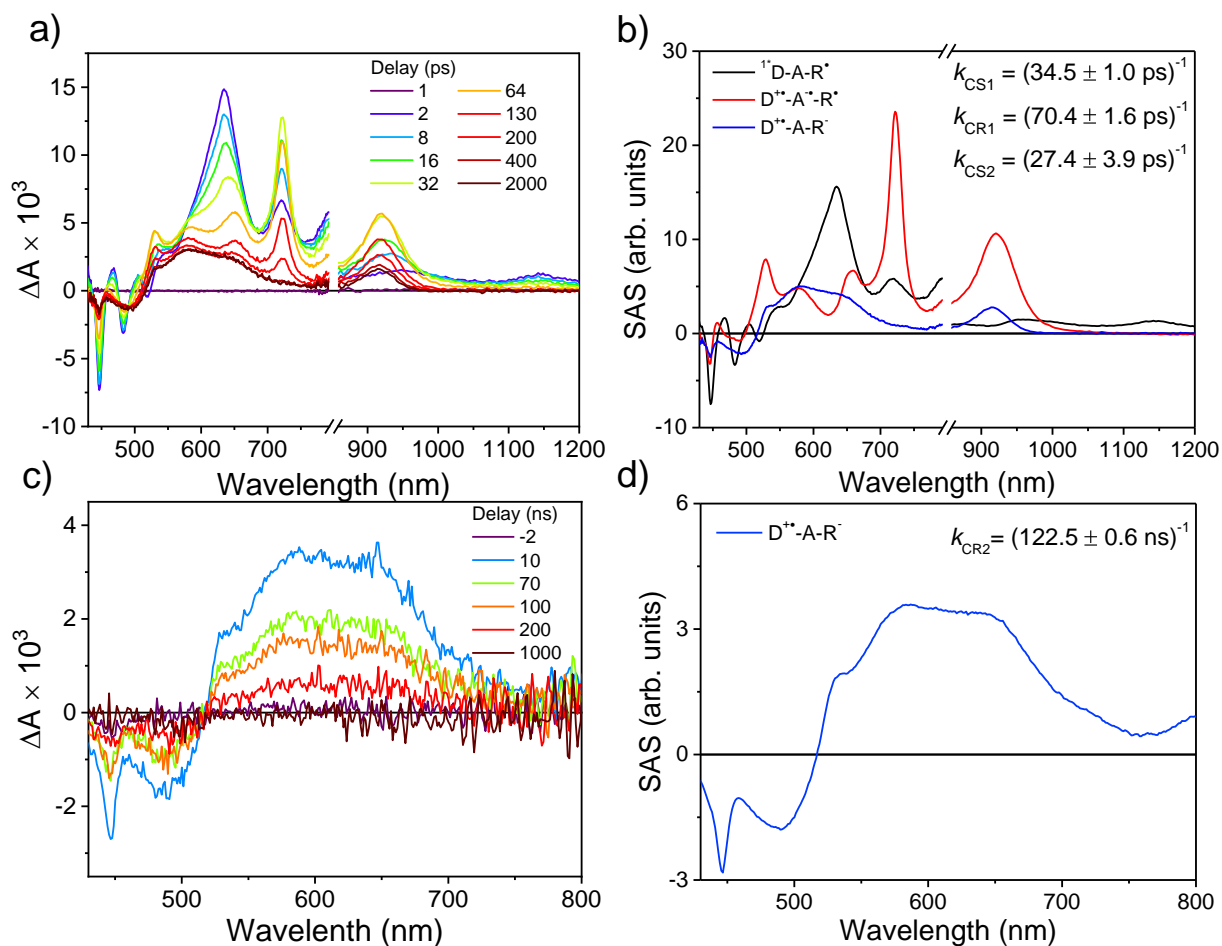 a)
Delay (ps)
1 64
2 130
8 200
16 400
32 2000
ΔA × 10³
15
10
5
0
-5
-10
500 600 700 900 1000 1100 1200
Wavelength (nm)
b)
¹*D-A-R•
D⁺•-A⁻•-R•
D⁺•-A-R⁻
k_CS1 = (34.5 ± 1.0 ps)⁻¹
k_CR1 = (70.4 ± 1.6 ps)⁻¹
k_CS2 = (27.4 ± 3.9 ps)⁻¹
SAS (arb. units)
30
20
10
0
-10
500 600 700 900 1000 1100 1200
Wavelength (nm)
c)
Delay (ns)
-2
10
70
100
200
1000
ΔA × 10³
4
2
0
-2
500 600 700 800
Wavelenth (nm)
d)
D⁺•-A-R⁻
k_CR2= (122.5 ± 0.6 ns)⁻¹
SAS (arb. units)
6
3
0
-3
500 600 700 800
Wavelength (nm)